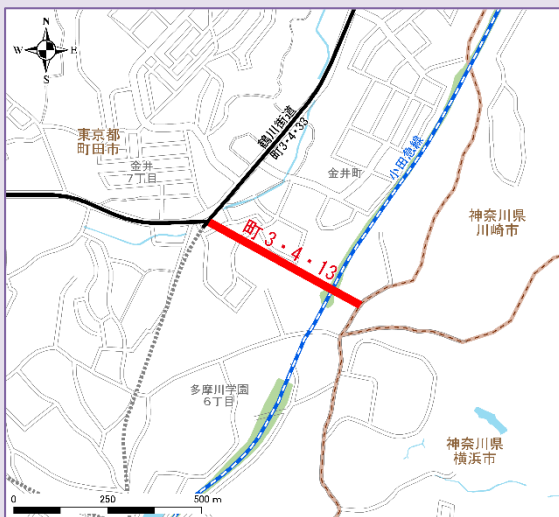 N
W E
S
東京都
町田市
金井
7丁目
鶴川街道
町3・4・33
金井町
小田急線
神奈川県
川崎市
町3・4・13
多摩川学園
6丁目
神奈川県
横浜市
0 250 500 m